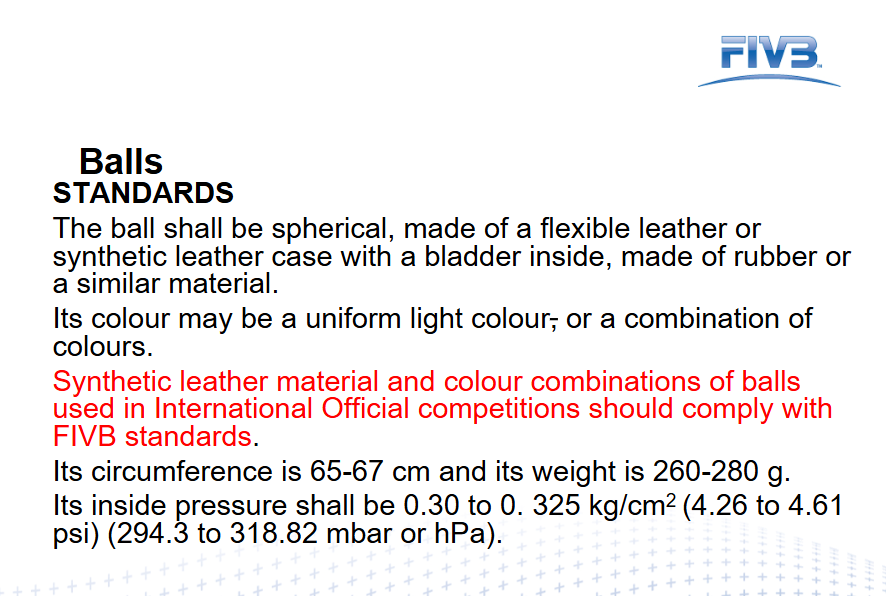 FIVB™
Balls
STANDARDS
The ball shall be spherical, made of a flexible leather or
synthetic leather case with a bladder inside, made of rubber or
a similar material.
Its colour may be a uniform light colour, or a combination of
colours.
Synthetic leather material and colour combinations of balls
used in International Official competitions should comply with
FIVB standards.
Its circumference is 65-67 cm and its weight is 260-280 g.
Its inside pressure shall be 0.30 to 0. 325 kg/cm² (4.26 to 4.61
psi) (294.3 to 318.82 mbar or hPa).